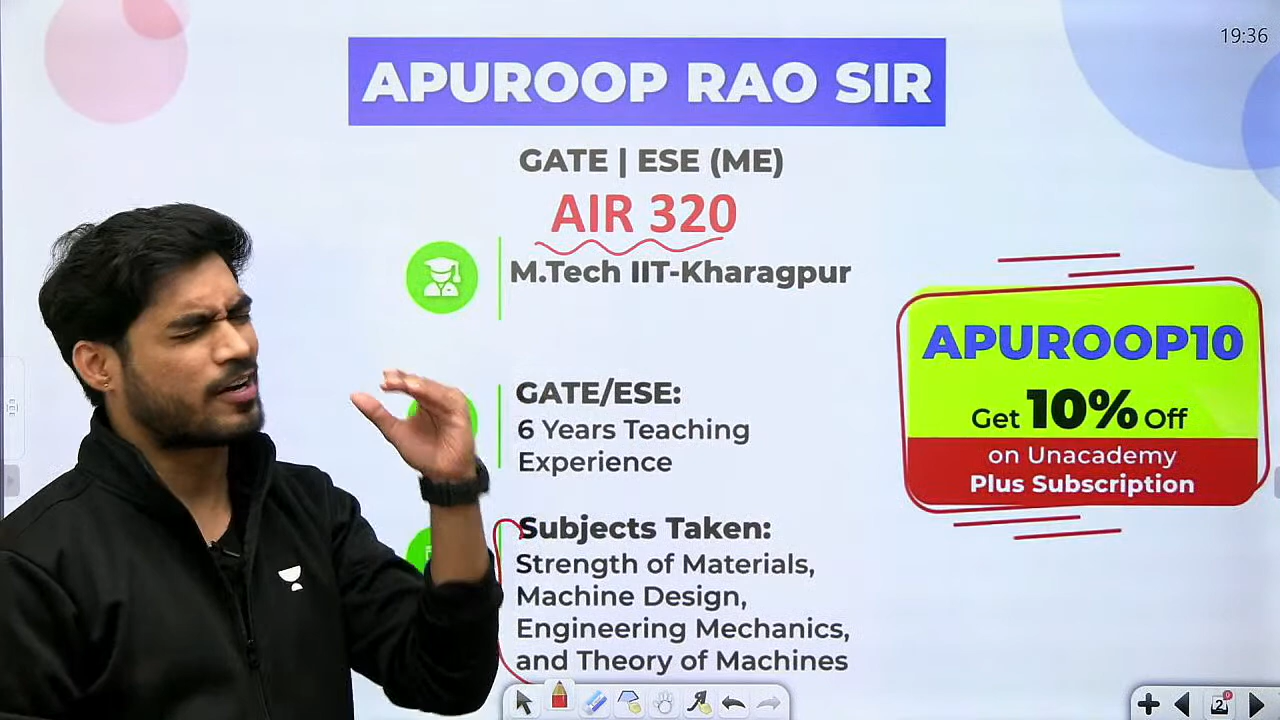 19:36
APUROOP RAO SIR
GATE | ESE (ME)
AIR 320
M.Tech IIT-Kharagpur
APUROOP10
Get 10% Off
on Unacademy
Plus Subscription
GATE/ESE:
6 Years Teaching
Experience
Subjects Taken:
Strength of Materials,
Machine Design,
Engineering Mechanics,
and Theory of Machines
2